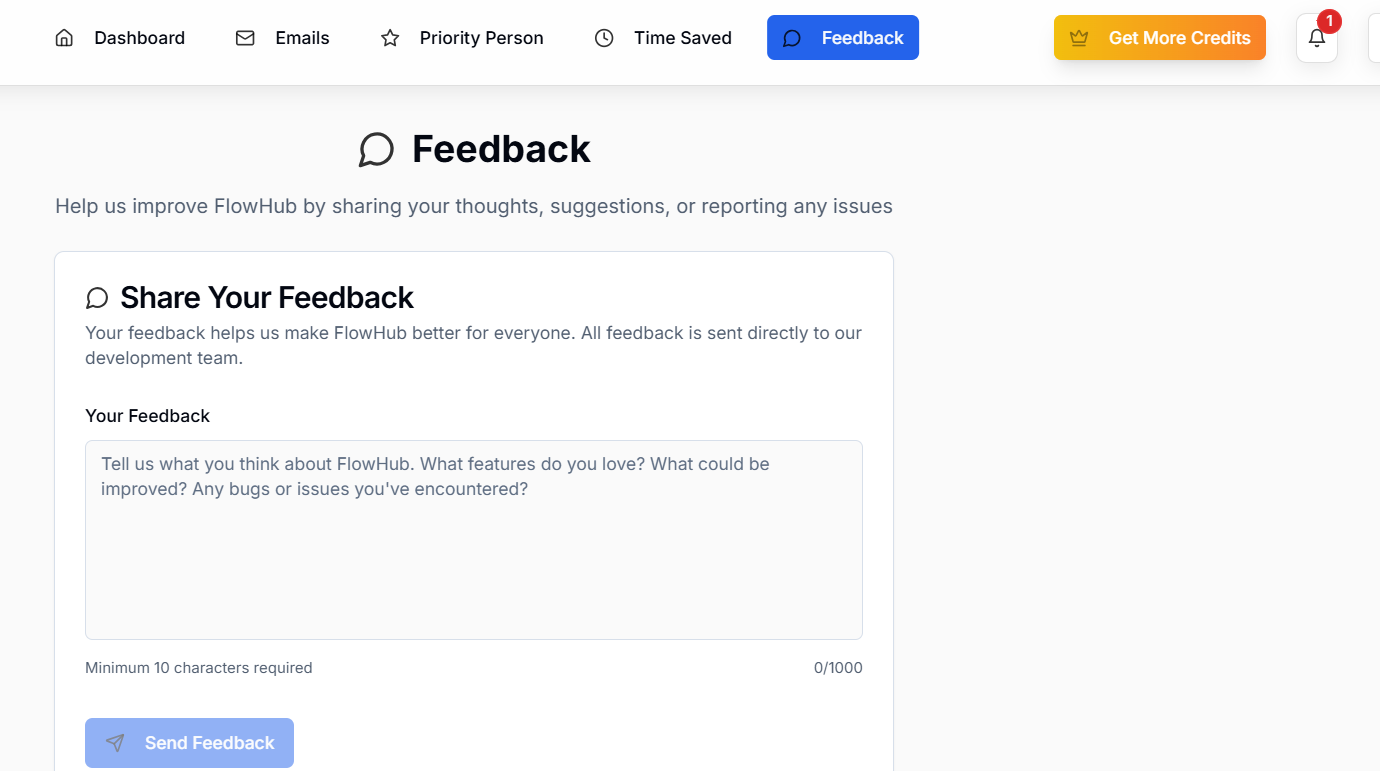 Dashboard Emails Priority Person Time Saved Feedback Get More Credits 1
Feedback
Help us improve FlowHub by sharing your thoughts, suggestions, or reporting any issues
Share Your Feedback
Your feedback helps us make FlowHub better for everyone. All feedback is sent directly to our
development team.
Your Feedback
Tell us what you think about FlowHub. What features do you love? What could be
improved? Any bugs or issues you've encountered?
Minimum 10 characters required 0/1000
Send Feedback